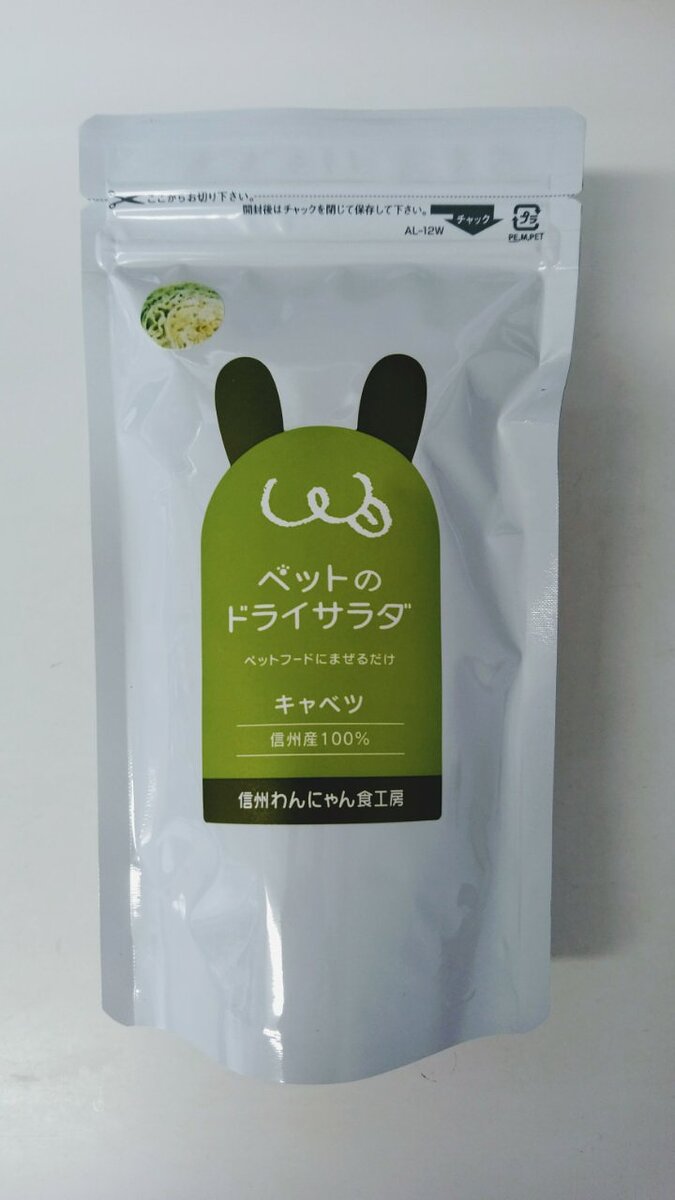 ここからお切り下さい。
開封後はチャックを閉じて保存して下さい。
チャック
AL-12W
プラ
PE,M,PET
ペットの
ドライサラダ
ペットフードにまぜるだけ
キャベツ
信州産100%
信州わんにゃん食工房